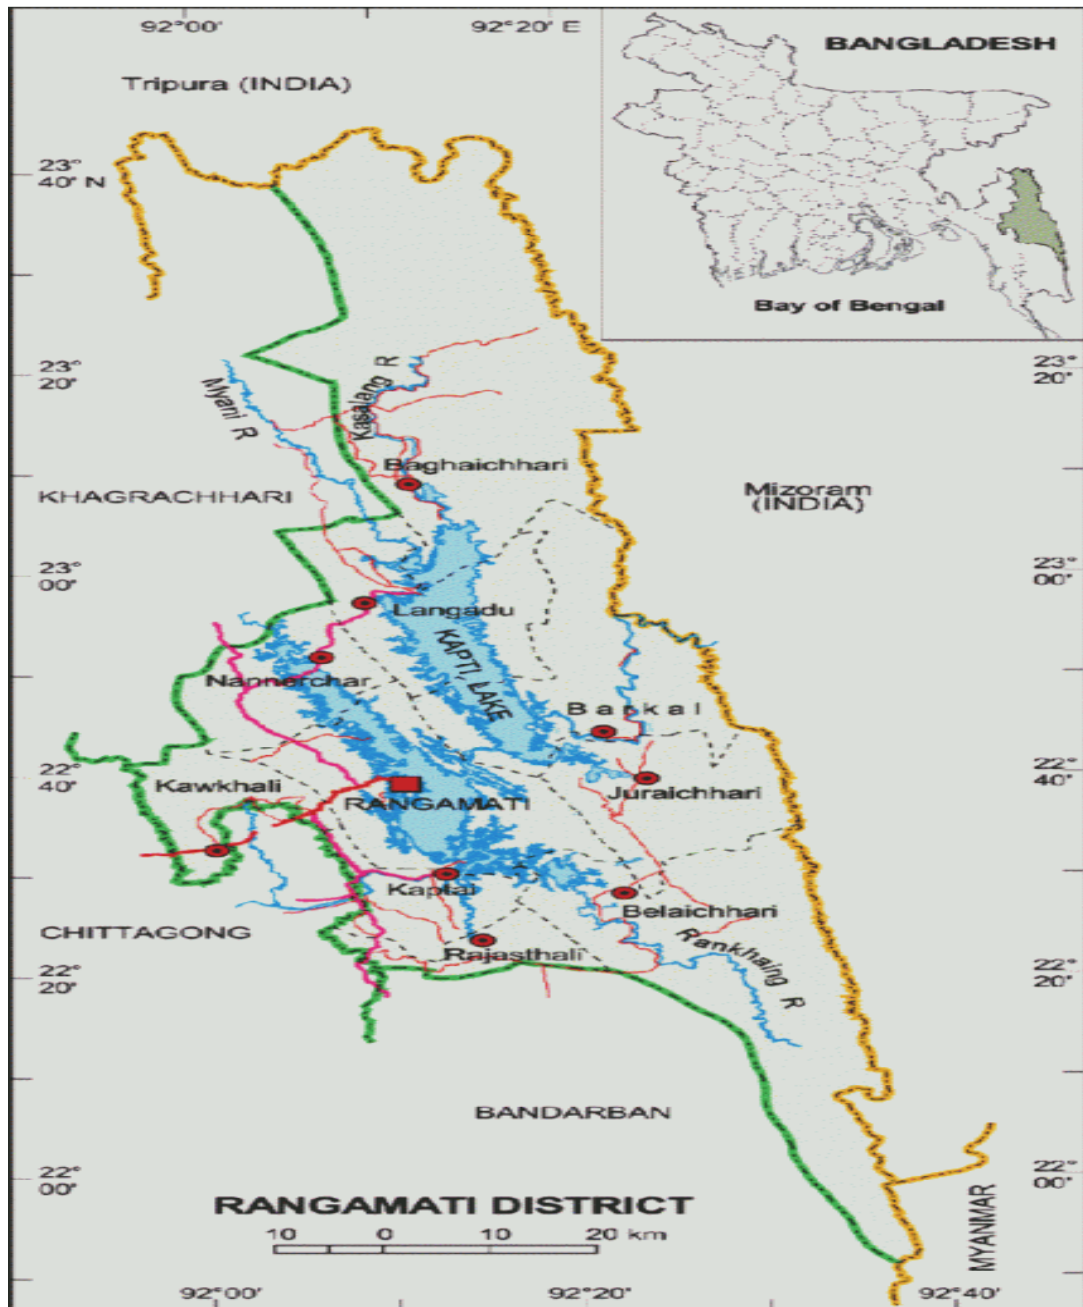 92°00'
92°20' E
BANGLADESH
Bay of Bengal
Tripura (INDIA)
23°
40' N
23°
20'
23°
20'
Myani R
Kasalang R
Baghaichhari
KHAGRACHHARI
Mizoram
(INDIA)
23°
00'
23°
00'
Langadu
KAPTI, LAKE
Nannerchar
Barkal
22°
40'
22°
40'
Kawkhali
RANGAMATI
Juraichhari
Kaptai
Belaichhari
CHITTAGONG
Rajasthali
Rankhaing R
22°
20'
22°
20'
BANDARBAN
22°
00'
22°
00'
MYANMAR
RANGAMATI DISTRICT
10 0 10 20 km
92°00'
92°20'
92°40'